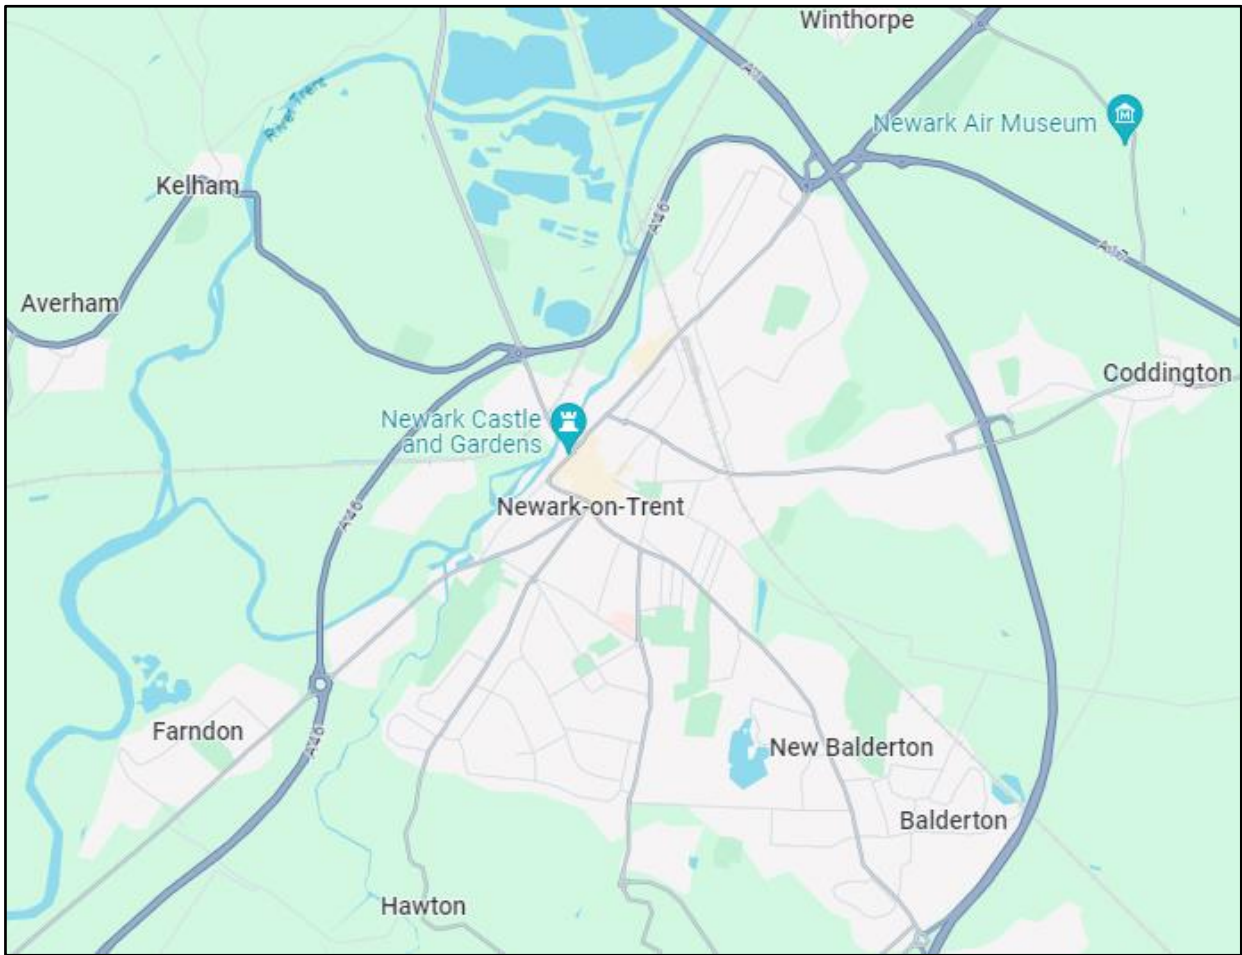 Winthorpe
A1
River Trent
Newark Air Museum
M
Kelham
A46
A17
Averham
Coddington
Newark Castle
and Gardens
Newark-on-Trent
A46
Farndon
A46
New Balderton
Balderton
Hawton